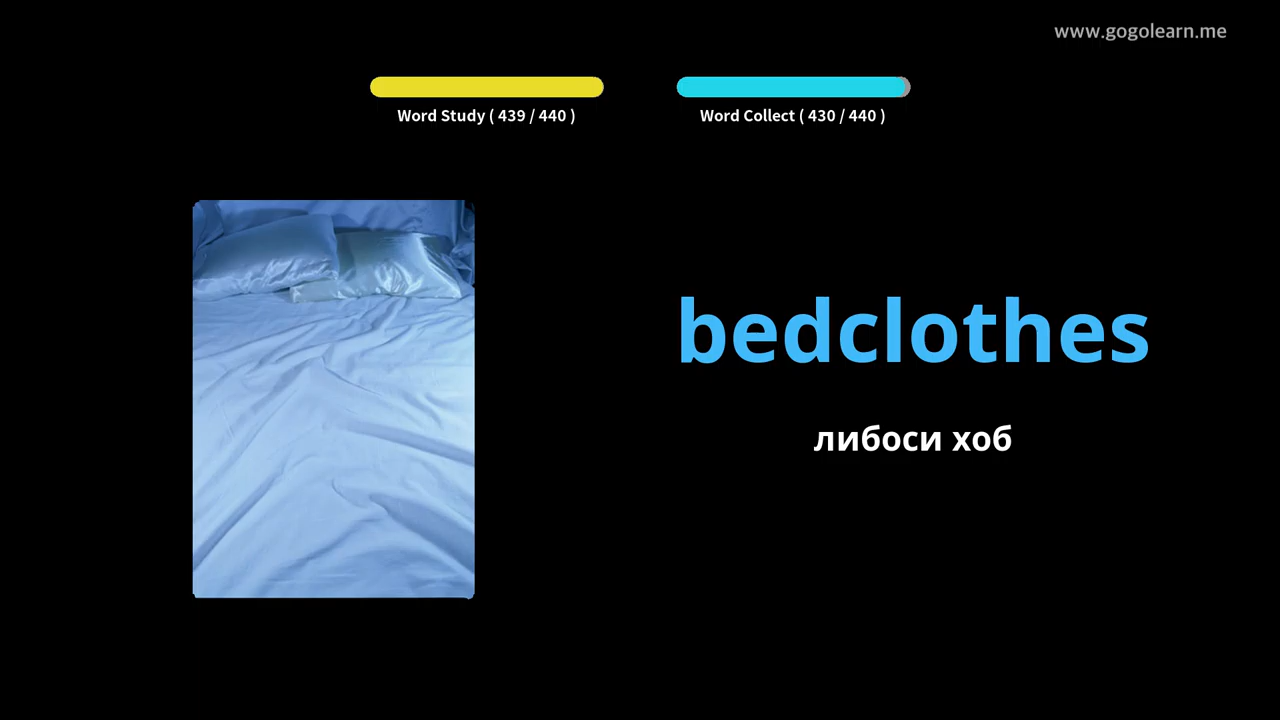 www.gogolearn.me
Word Study ( 439 / 440 )
Word Collect ( 430 / 440 )
bedclothes
либоси хоб